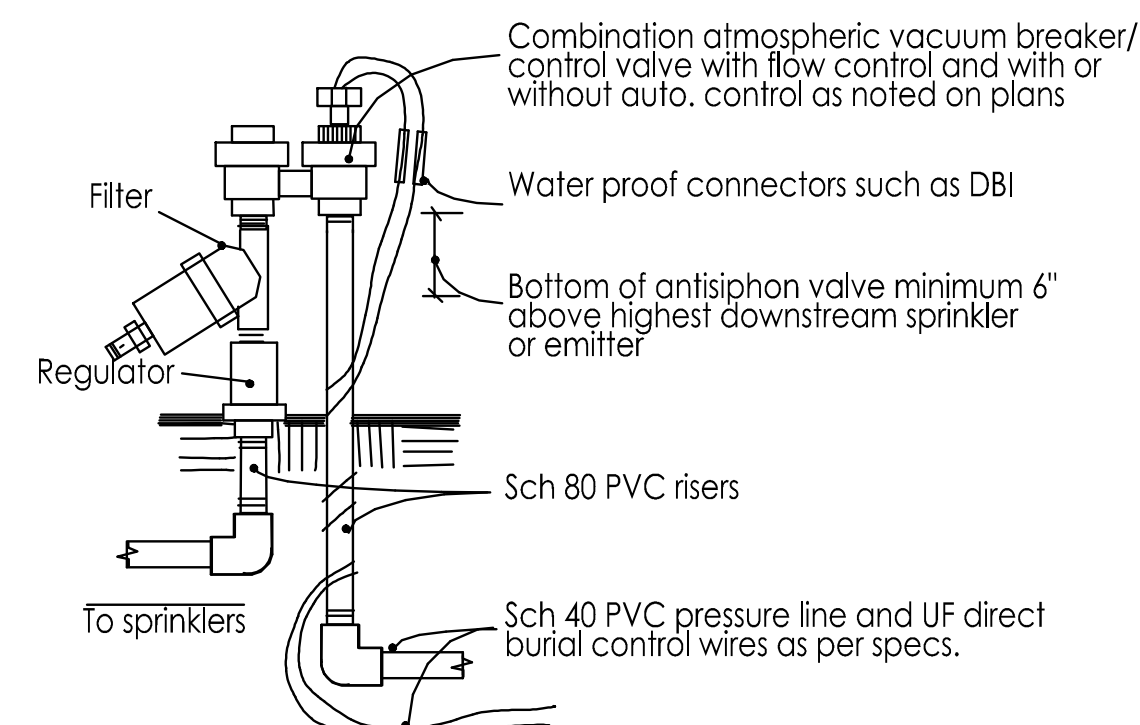 Combination atmospheric vacuum breaker/
control valve with flow control and with or
without auto. control as noted on plans
Water proof connectors such as DBI
Filter
Bottom of antisiphon valve minimum 6"
above highest downstream sprinkler
or emitter
Regulator
Sch 80 PVC risers
To sprinklers
Sch 40 PVC pressure line and UF direct
burial control wires as per specs.